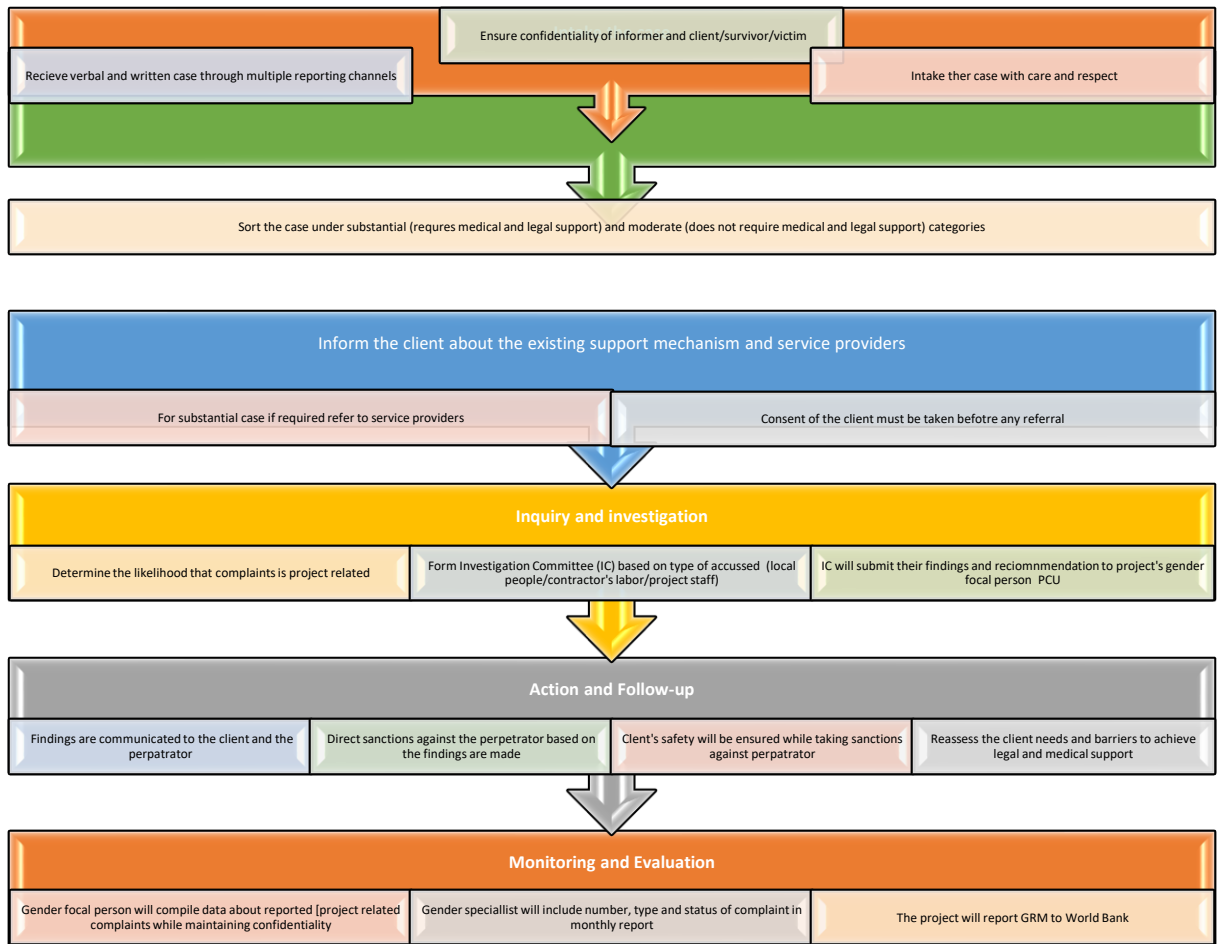 Ensure confidentiality of informer and client/survivor/victim
Recieve verbal and written case through multiple reporting channels
Intake ther case with care and respect
Sort the case under substantial (requres medical and legal support) and moderate (does not require medical and legal support) categories
Inform the client about the existing support mechanism and service providers
For substantial case if required refer to service providers
Consent of the client must be taken befotre any referral
Inquiry and investigation
Determine the likelihood that complaints is project related
Form Investigation Committee (IC) based on type of accussed (local
people/contractor's labor/project staff)
IC will submit their findings and reciomnmendation to project's gender
focal person PCU
Action and Follow-up
Findings are communicated to the client and the
perpatrator
Direct sanctions against the perpetrator based on
the findings are made
Clent's safety will be ensured while taking sanctions
against perpatrator
Reassess the client needs and barriers to achieve
legal and medical support
Monitoring and Evaluation
Gender focal person will compile data about reported [project related
complaints while maintaining confidentiality
Gender speciallist will include number, type and status of complaint in
monthly report
The project will report GRM to World Bank